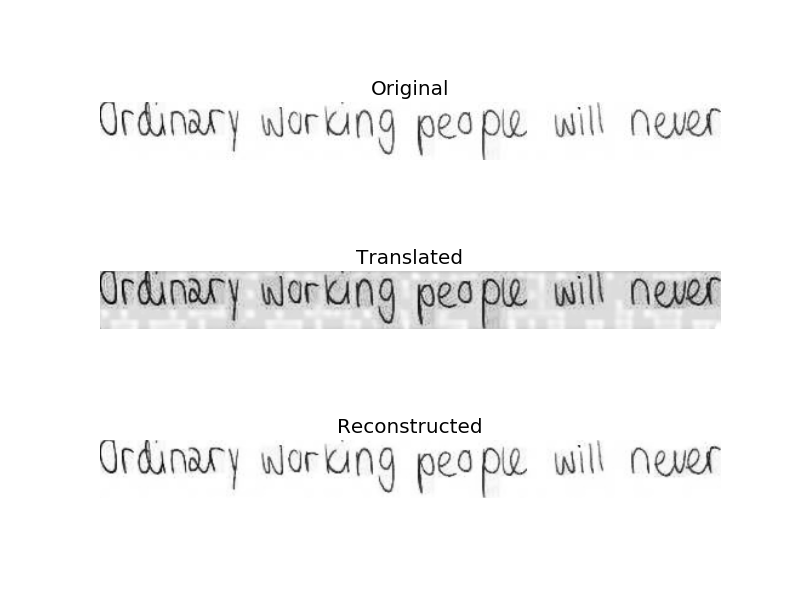 Original
Ordinary working people will never
Translated
Ordinary working people will never
Reconstructed
Ordinary working people will never